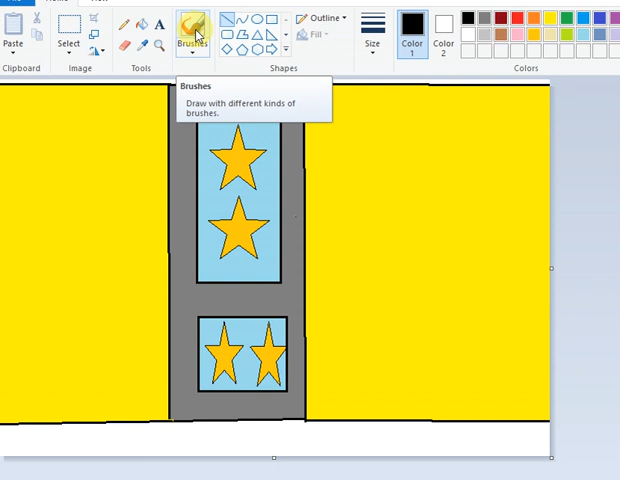 Paste
Select
A
Brushes
Outline
Fill
Size
Color
1
Color
2
Clipboard
Image
Tools
Shapes
Colors
Brushes
Draw with different kinds of
brushes.